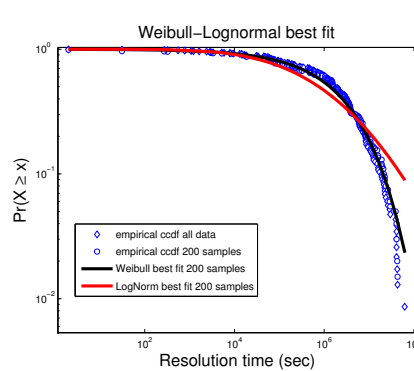 Weibull−Lognormal best fit
10⁰
10⁻¹
10⁻²
Pr(X ≥ x)
empirical ccdf all data
empirical ccdf 200 samples
Weibull best fit 200 samples
LogNorm best fit 200 samples
10² 10⁴ 10⁶ 10⁸
Resolution time (sec)